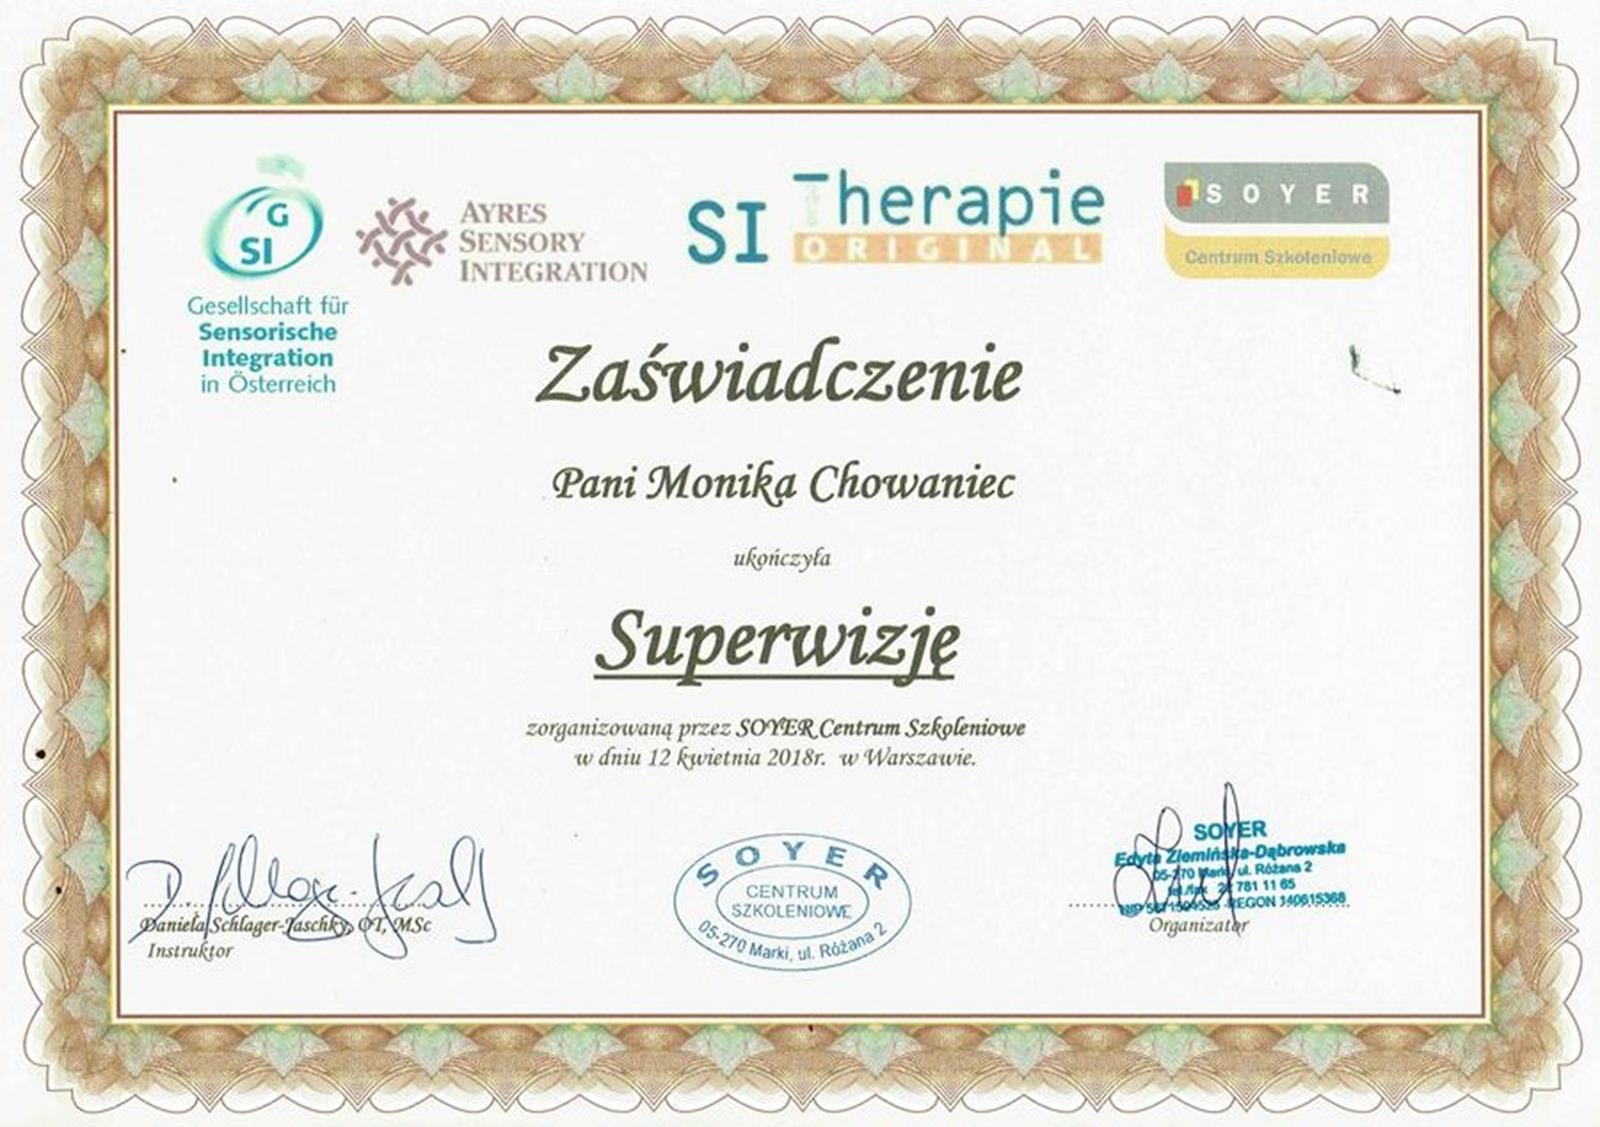 GSI
Gesellschaft für
Sensorische
Integration
in Österreich
AYRES
SENSORY
INTEGRATION
SI Therapie
ORIGINAL
SOYER
Centrum Szkoleniowe
Zaświadczenie
Pani Monika Chowaniec
ukończyła
Superwizję
zorganizowaną przez SOYER Centrum Szkoleniowe
w dniu 12 kwietnia 2018r. w Warszawie.
Daniela Schlager-Jaschky, OT, MSc
Instruktor
SOYER
CENTRUM
SZKOLENIOWE
05-270 Marki, ul. Różana 2
SOYER
Edyta Ziemińska-Dąbrowska
05-270 Marki, ul. Różana 2
tel./fax 781 11 65
NIP REGON 140615368
Organizator